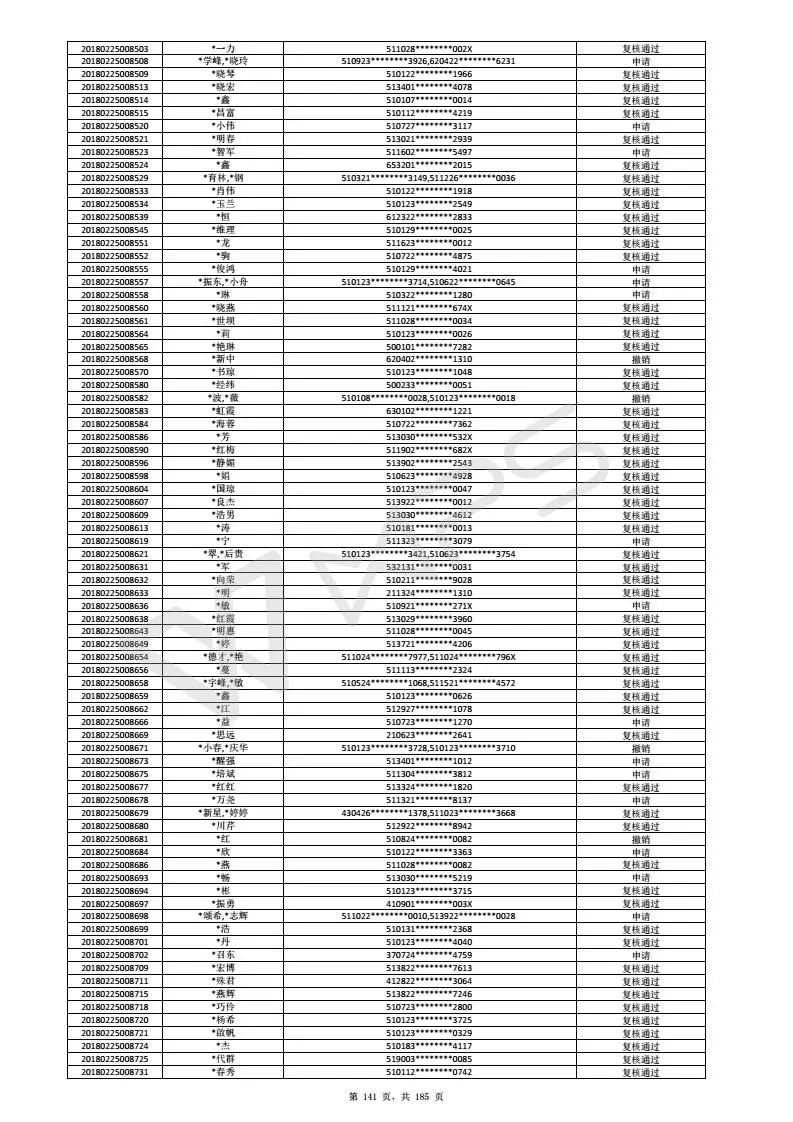 20180225008503 *一力 511028********002X 复核通过
20180225008508 *学峰,*晓玲 510923********3926,620422********6231 申请
20180225008509 *晓琴 510122********1966 复核通过
20180225008513 *晓宏 513401********4078 复核通过
20180225008514 *鑫 510107********0014 复核通过
20180225008515 *昌富 510112********4219 复核通过
20180225008520 *小伟 510727********3117 申请
20180225008521 *明春 513021********2939 复核通过
20180225008523 *智军 511602********5497 申请
20180225008524 *鑫 653201********2015 复核通过
20180225008529 *育林,*钢 510321********3149,511226********0036 复核通过
20180225008533 *肖伟 510122********1918 复核通过
20180225008534 *玉兰 510123********2549 复核通过
20180225008539 *恒 612322********2833 复核通过
20180225008545 *维理 510129********0025 复核通过
20180225008551 *龙 511623********0012 复核通过
20180225008552 *驹 510722********4875 复核通过
20180225008555 *俊鸿 510129********4021 申请
20180225008557 *振东,*小舟 510123********3714,510622********0645 申请
20180225008558 *琳 510322********1280 申请
20180225008560 *晓燕 511121********674X 复核通过
20180225008561 *世坝 511028********0034 复核通过
20180225008564 *莉 510123********0026 复核通过
20180225008565 *艳琳 500101********7282 复核通过
20180225008568 *新中 620402********1310 撤销
20180225008570 *书琼 510123********1048 复核通过
20180225008580 *经纬 500233********0051 复核通过
20180225008582 *波,*薇 510108********0028,510123********0018 撤销
20180225008583 *虹霞 630102********1221 复核通过
20180225008584 *海蓉 510722********7362 复核通过
20180225008586 *芳 513030********532X 复核通过
20180225008590 *红梅 511902********682X 复核通过
20180225008596 *静媚 513902********2543 复核通过
20180225008598 *娟 510623********4928 复核通过
20180225008604 *国琼 510123********0047 复核通过
20180225008607 *良杰 513922********0012 复核通过
20180225008609 *浩男 513030********4612 复核通过
20180225008613 *涛 510181********0013 复核通过
20180225008619 *宁 511323********3079 申请
20180225008621 *翠,*后贵 510123********3421,510623********3754 复核通过
20180225008631 *军 532131********0031 复核通过
20180225008632 *向荣 510211********9028 复核通过
20180225008633 *明 211324********1310 复核通过
20180225008636 *敏 510921********271X 申请
20180225008638 *红霞 513029********3960 复核通过
20180225008643 *明惠 511028********0045 复核通过
20180225008649 *婷 513721********4206 复核通过
20180225008654 *德才,*艳 511024********7977,511024********796X 复核通过
20180225008656 *蔓 511113********2324 复核通过
20180225008658 *宇峰,*敏 510524********1068,511521********4572 复核通过
20180225008659 *鑫 510123********0626 复核通过
20180225008662 *江 512927********1078 复核通过
20180225008666 *益 510723********1270 申请
20180225008669 *思远 210623********2641 复核通过
20180225008671 *小春,*庆华 510123********3728,510123********3710 撤销
20180225008673 *醒强 513401********1012 申请
20180225008675 *培斌 511304********3812 申请
20180225008677 *红红 513324********1820 复核通过
20180225008678 *万尧 511321********8137 申请
20180225008679 *新星,*婷婷 430426********1378,511023********3668 复核通过
20180225008680 *川芹 512922********8942 复核通过
20180225008681 *红 510824********0082 撤销
20180225008684 *欣 510122********3363 申请
20180225008686 *燕 511028********0082 复核通过
20180225008693 *畅 513030********5219 申请
20180225008694 *彬 510123********3715 复核通过
20180225008697 *振勇 410901********003X 复核通过
20180225008698 *颂希,*志辉 511022********0010,513922********0028 申请
20180225008699 *浩 510131********2368 复核通过
20180225008701 *丹 510123********4040 复核通过
20180225008702 *召东 370724********4759 申请
20180225008709 *宏博 513822********7613 复核通过
20180225008711 *殊君 412822********3064 复核通过
20180225008715 *燕辉 513822********7246 复核通过
20180225008718 *巧伶 510723********2800 复核通过
20180225008720 *杨希 510123********3725 复核通过
20180225008721 *啟帆 510123********0329 复核通过
20180225008724 *杰 510183********4117 复核通过
20180225008725 *代群 519003********0085 复核通过
20180225008731 *春秀 510112********0742 复核通过
第 141 页, 共 185 页